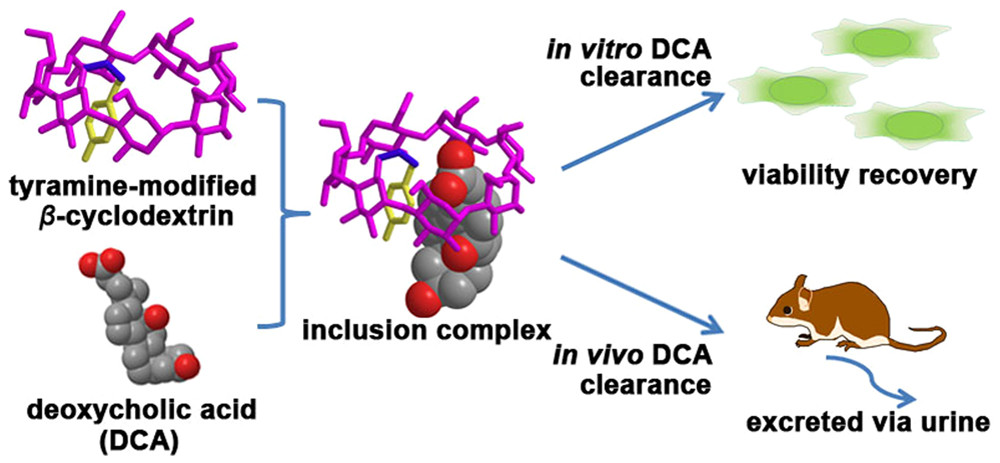 tyramine-modified
β-cyclodextrin
deoxycholic acid
(DCA)
inclusion complex
in vitro DCA
clearance
viability recovery
in vivo DCA
clearance
excreted via urine